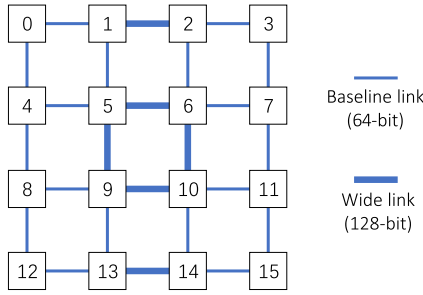 0 1 2 3
4 5 6 7
Baseline link
(64-bit)
8 9 10 11
Wide link
(128-bit)
12 13 14 15